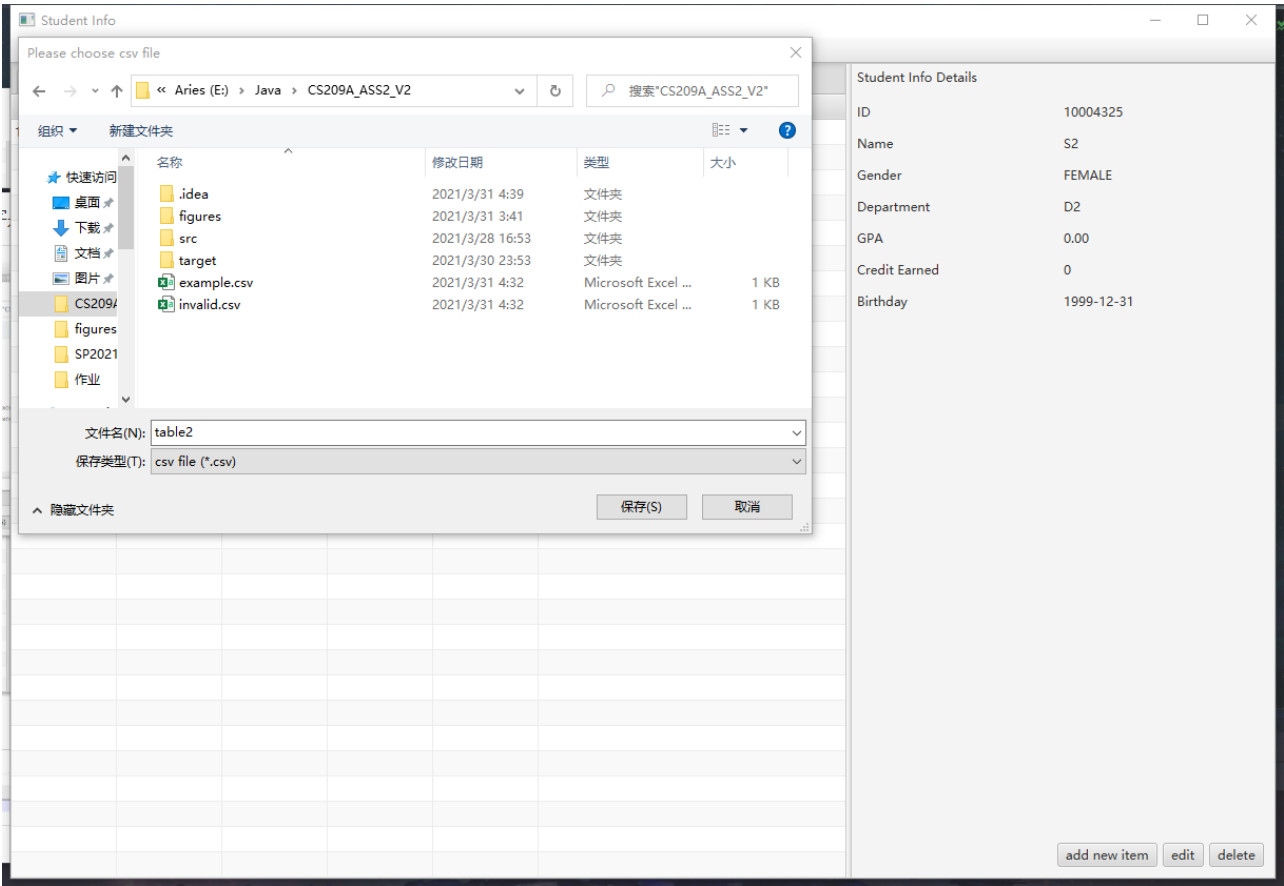 Student Info
Please choose csv file
« Aries (E:) › Java › CS209A_ASS2_V2
搜索"CS209A_ASS2_V2"
组织
新建文件夹
?
名称 修改日期 类型 大小
快速访问
桌面
下载
文档
图片
CS209A
figures
SP2021
作业
.idea 2021/3/31 4:39 文件夹
figures 2021/3/31 3:41 文件夹
src 2021/3/28 16:53 文件夹
target 2021/3/30 23:53 文件夹
example.csv 2021/3/31 4:32 Microsoft Excel ... 1 KB
invalid.csv 2021/3/31 4:32 Microsoft Excel ... 1 KB
文件名(N): table2
保存类型(T): csv file (*.csv)
隐藏文件夹
保存(S)
取消
Student Info Details
ID 10004325
Name S2
Gender FEMALE
Department D2
GPA 0.00
Credit Earned 0
Birthday 1999-12-31
add new item
edit
delete